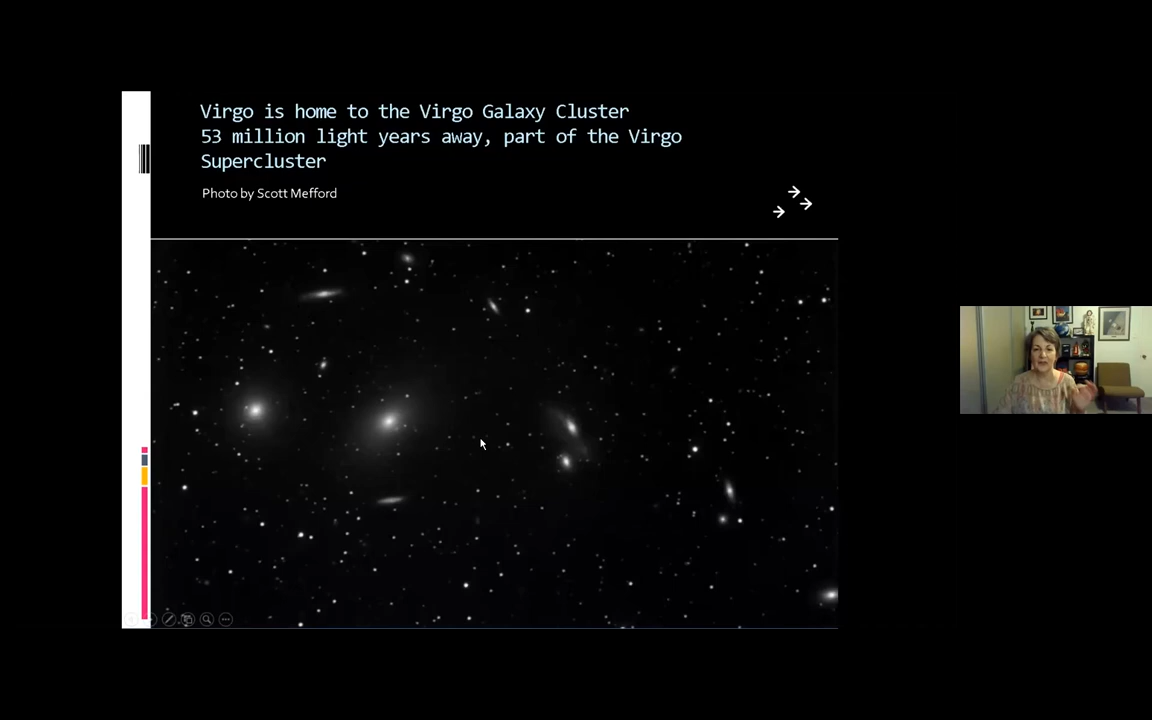 Virgo is home to the Virgo Galaxy Cluster
53 million light years away, part of the Virgo
Supercluster
Photo by Scott Mefford